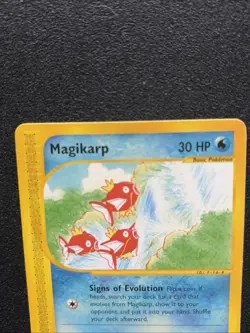 Magikarp 30 HP
Basic Pokémon
Signs of Evolution Flip a coin. If
heads, search your deck for a card that
evolves from Magikarp, show it to your
opponent, and put it into your hand. Shuffle
your deck afterward.